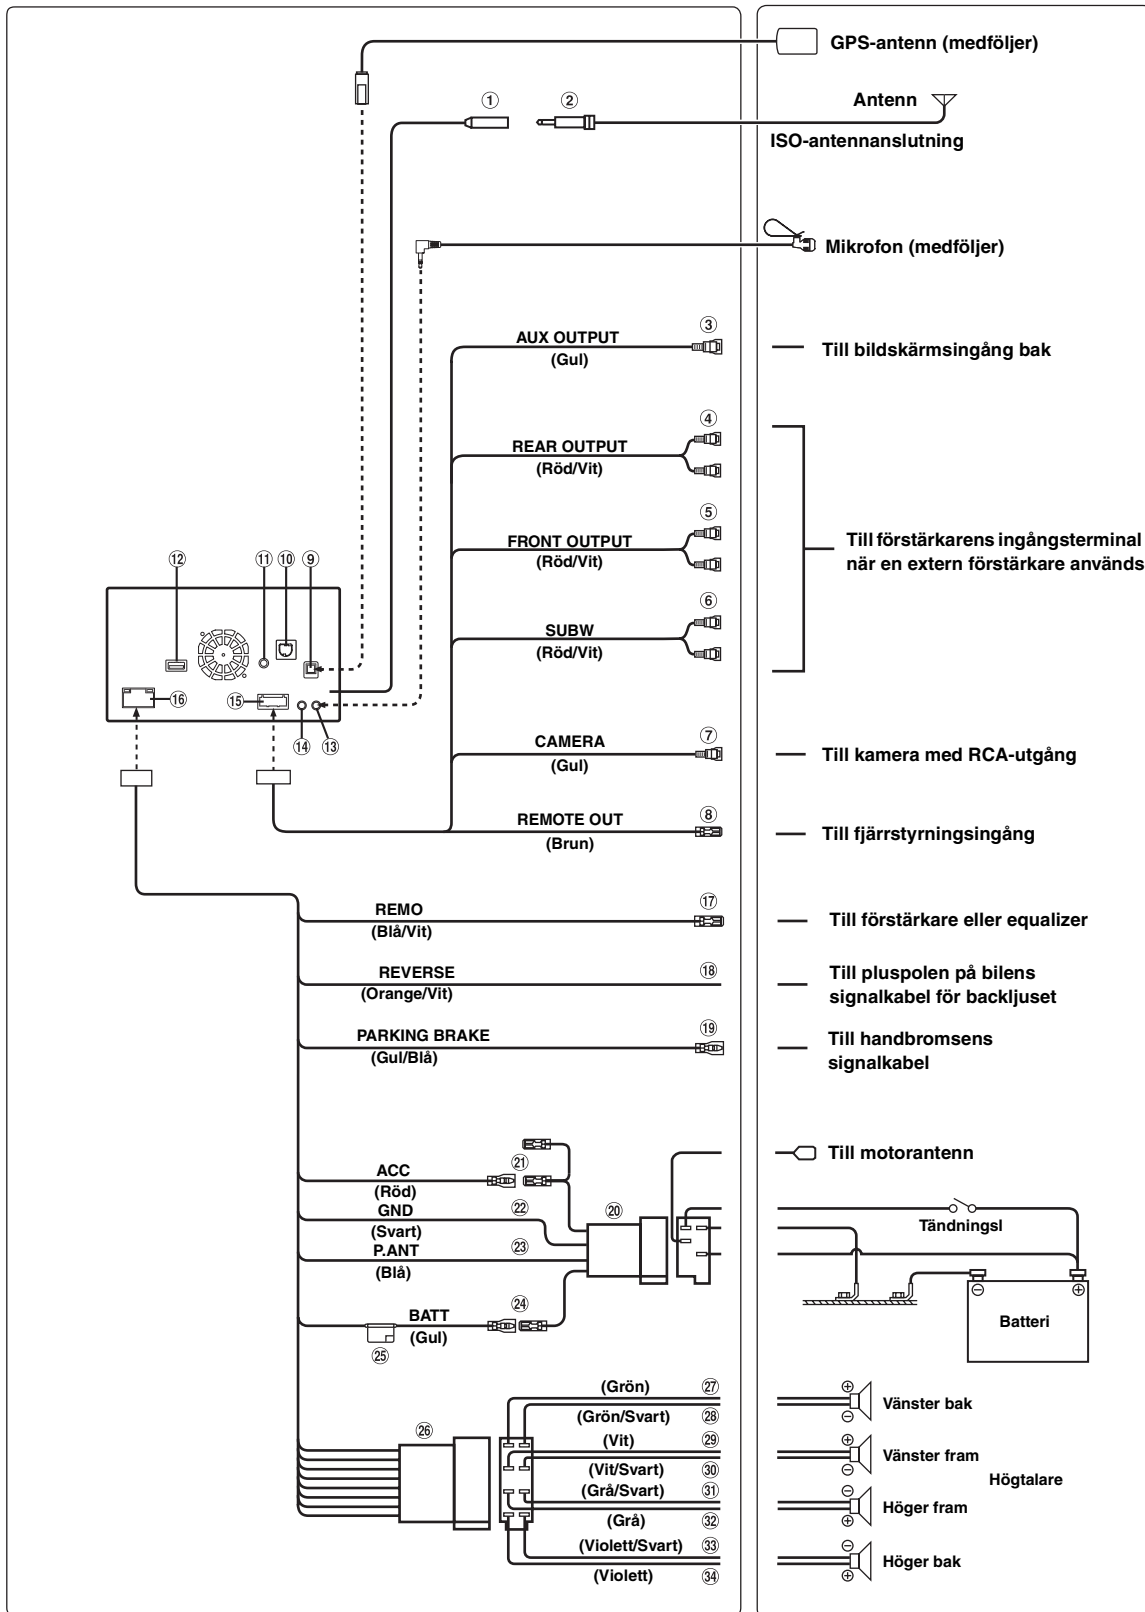 GPS-antenn (medföljer)
① ②
Antenn
ISO-antennanslutning
Mikrofon (medföljer)
③
AUX OUTPUT
(Gul)
Till bildskärmsingång bak
④
REAR OUTPUT
(Röd/Vit)
⑤
FRONT OUTPUT
(Röd/Vit)
Till förstärkarens ingångsterminal
när en extern förstärkare används
⑥
SUBW
(Röd/Vit)
⑫ ⑪ ⑩ ⑨
⑯ ⑮
⑭ ⑬
⑦
CAMERA
(Gul)
Till kamera med RCA-utgång
⑧
REMOTE OUT
(Brun)
Till fjärrstyrningsingång
⑰
REMO
(Blå/Vit)
Till förstärkare eller equalizer
⑱
REVERSE
(Orange/Vit)
Till pluspolen på bilens
signalkabel för backljuset
⑲
PARKING BRAKE
(Gul/Blå)
Till handbromsens
signalkabel
Till motorantenn
ACC ㉑
(Röd)
GND ㉒ ⑳
(Svart)
P.ANT ㉓
(Blå)
Tändningsl
⊖ ⊕
Batteri
BATT ㉔
(Gul)
㉕
(Grön) ㉗
(Grön/Svart) ㉘
⊕
⊖
Vänster bak
㉖
(Vit) ㉙
(Vit/Svart) ㉚
⊕
⊖
Vänster fram
Högtalare
(Grå/Svart) ㉛
(Grå) ㉜
⊖
⊕
Höger fram
(Violett/Svart) ㉝
(Violett) ㉞
⊖
⊕
Höger bak